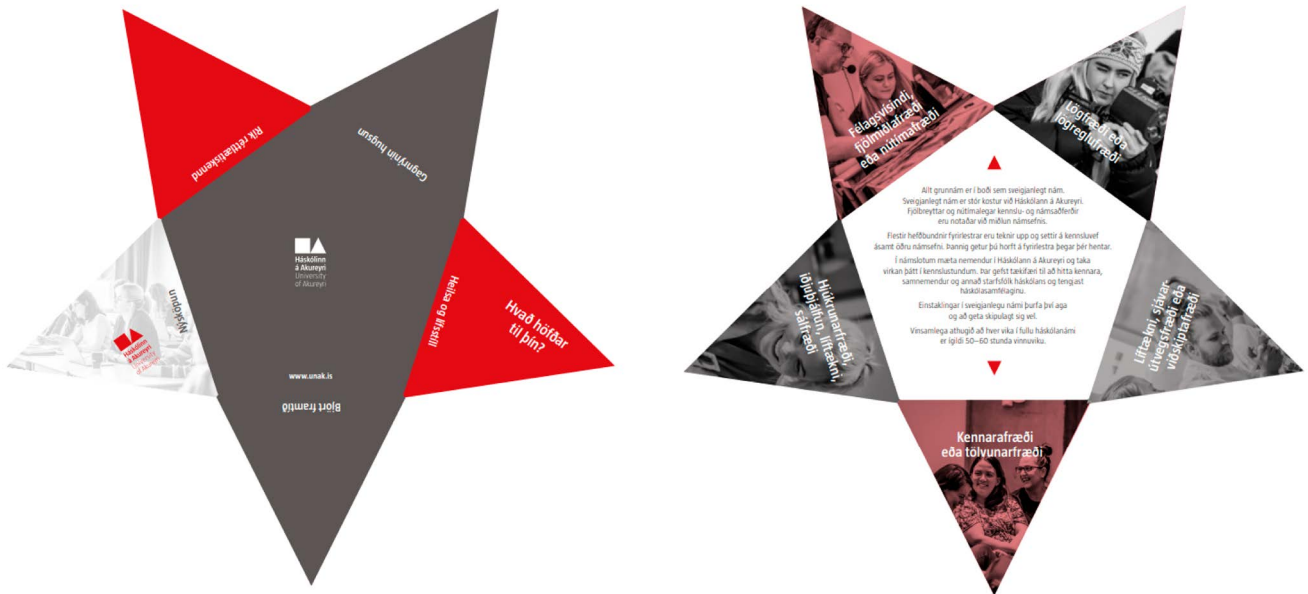 Rík réttlætiskennd
Gagnrýnin hugsun
Háskólinn
á Akureyri
University
of Akureyri
Nýsköpun
Háskólinn
á Akureyri
University
of Akureyri
Heilsa og lífsstíll
Hvað höfðar
til þín?
www.unak.is
Björt framtíð
Félagsvísindi,
fjölmiðlafræði
eða nútímafræði
Lögfræði eða
lögreglufræði
Allt grunnám er í boði sem sveigjanlegt nám.
Sveigjanlegt nám er stór kostur við Háskólann á Akureyri.
Fjölbreyttar og nútímalegar kennslu- og námsaðferðir
eru notaðar við miðlun námsefnis.
Flestir hefðbundnir fyrirlestrar eru teknir upp og settir á kennsluvef
ásamt öðru námsefni. Þannig getur þú horft á fyrirlestra þegar þér hentar.
Í námslotum mæta nemendur í Háskólann á Akureyri og taka
virkan þátt í kennslustundum. Þar gefst tækifæri til að hitta kennara,
samnemendur og annað starfsfólk háskólans og tengjast
háskólasamfélaginu.
Einstaklingar í sveigjanlegu námi þurfa því aga
og að geta skipulagt sig vel.
Vinsamlega athugið að hver vika í fullu háskólanámi
er ígildi 50–60 stunda vinnuviku.
Hjúkrunarfræði,
iðjuþjálfun, líftækni,
sálfræði
Líftækni, sjávar-
útvegsfræði eða
viðskiptafræði
Kennarafræði
eða tölvunarfræði